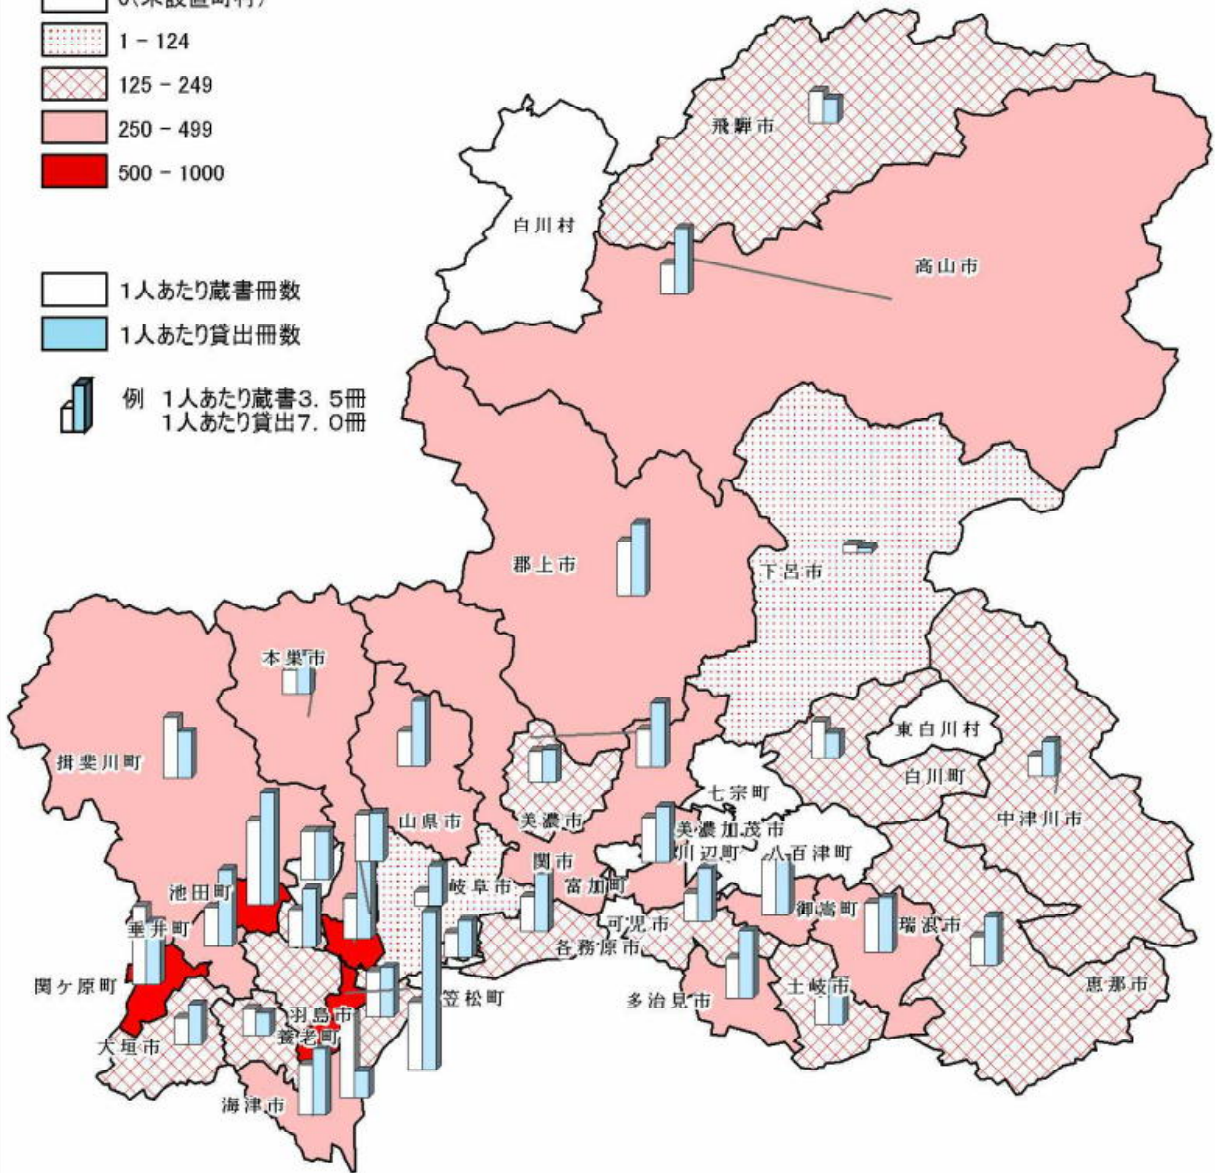 0(未設置町村)
1 - 124
125 - 249
250 - 499
500 - 1000
1人あたり蔵書冊数
1人あたり貸出冊数
例 1人あたり蔵書3.5冊
1人あたり貸出7.0冊
飛騨市
白川村
高山市
郡上市
下呂市
本巣市
揖斐川町
東白川村
白川町
七宗町
中津川市
山県市
美濃市
美濃加茂市
川辺町
八百津町
関市
富加町
岐阜市
池田町
御嵩町
瑞浪市
可児市
各務原市
垂井町
関ケ原町
笠松町
多治見市
土岐市
恵那市
羽島市
養老町
大垣市
海津市